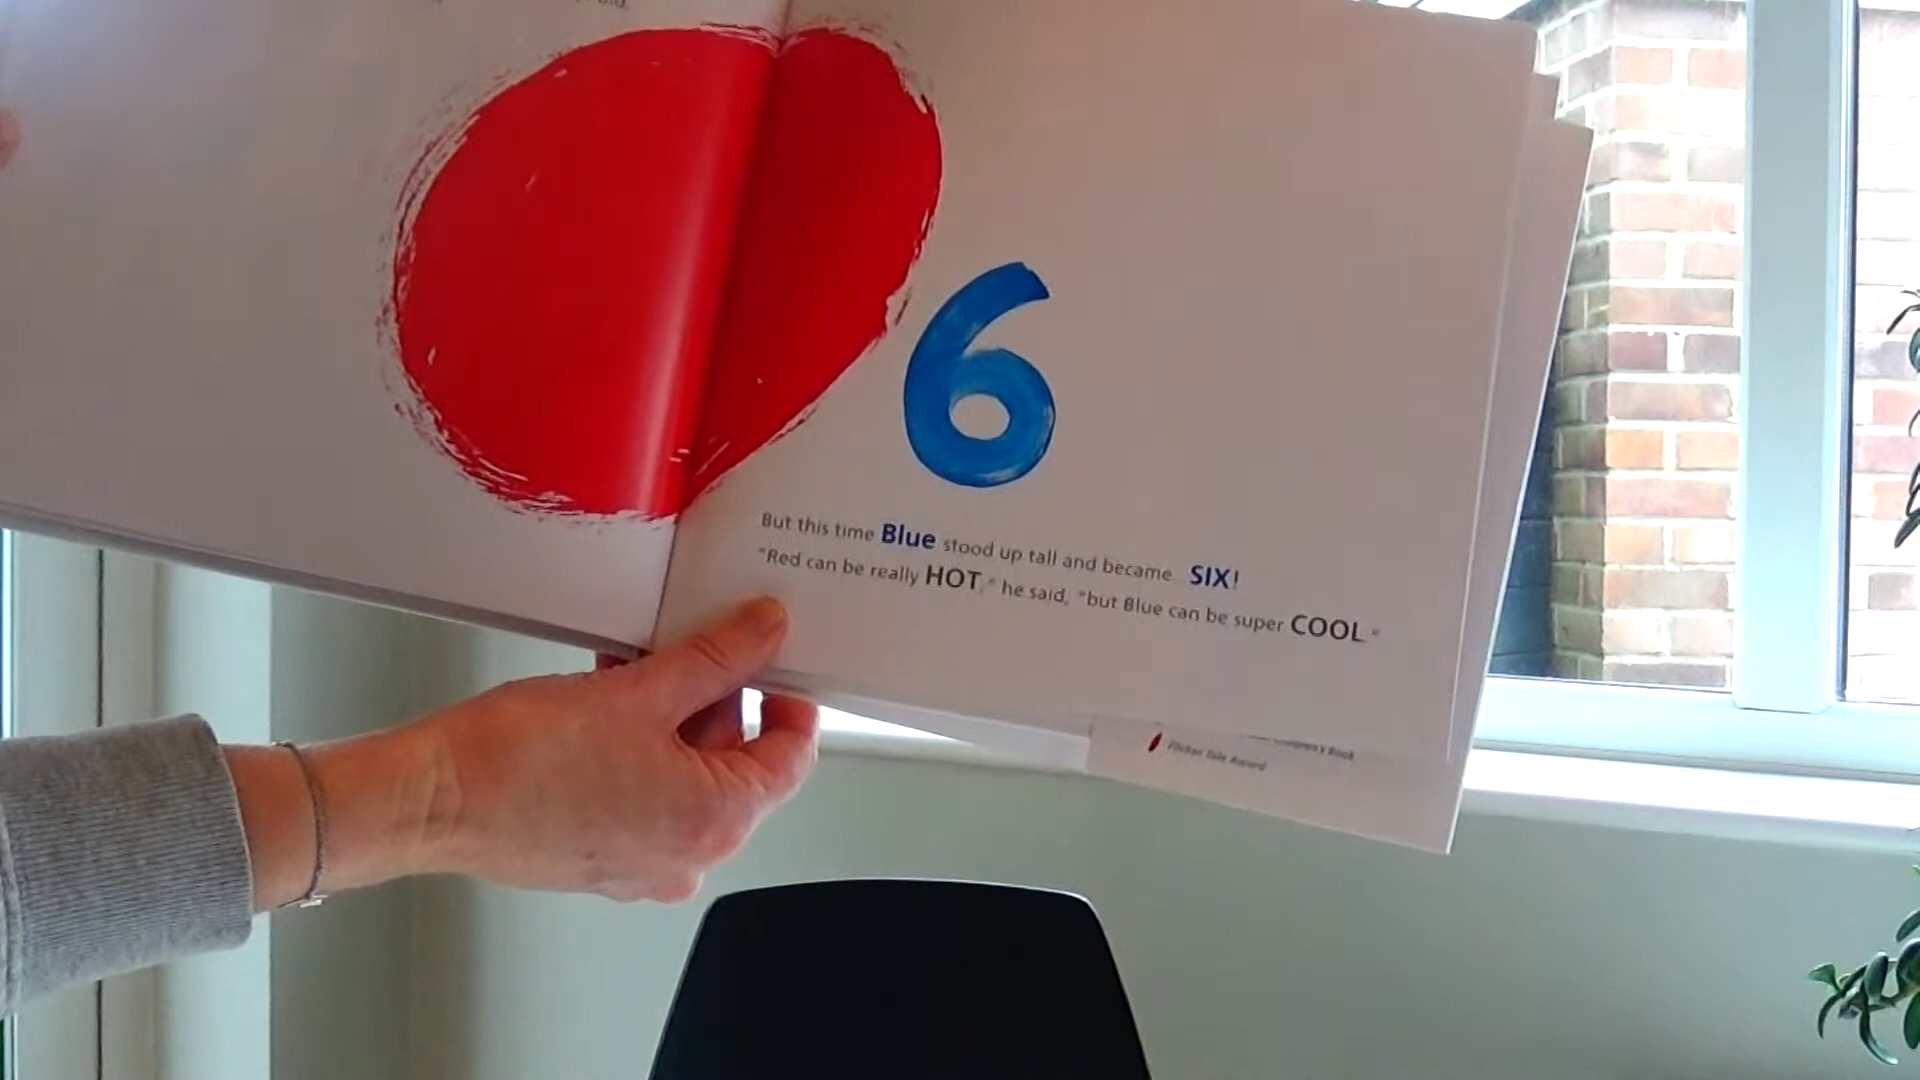 6
But this time Blue stood up tall and became SIX!
"Red can be really HOT," he said, "but Blue can be super COOL."
Book
Flicker Tale Award